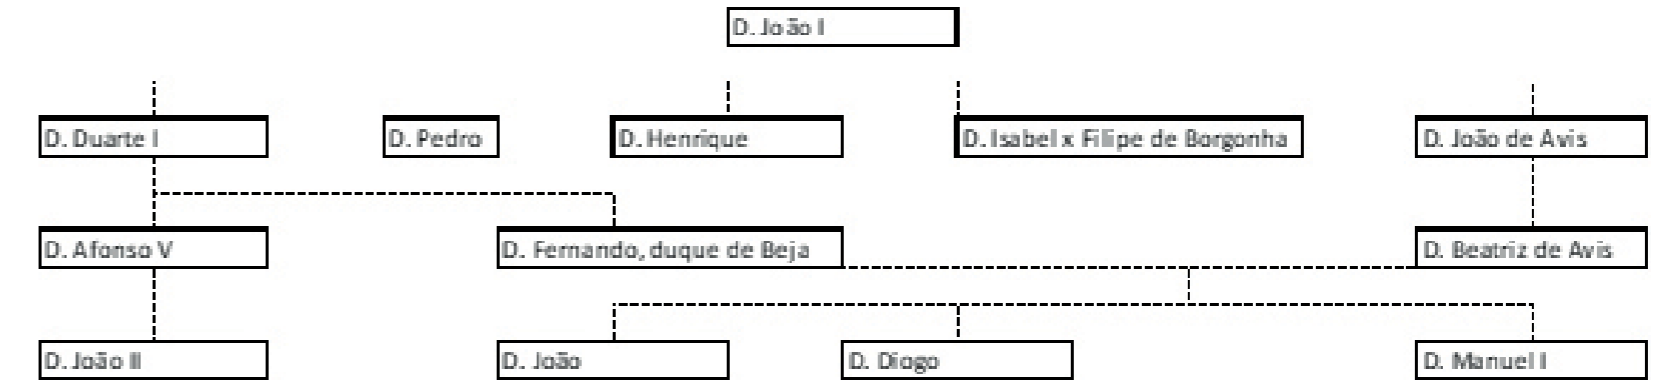 D. João I
D. Duarte I
D. Pedro
D. Henrique
D. Isabel x Filipe de Borgonha
D. João de Avis
D. Afonso V
D. Fernando, duque de Beja
D. Beatriz de Avis
D. João II
D. João
D. Diogo
D. Manuel I